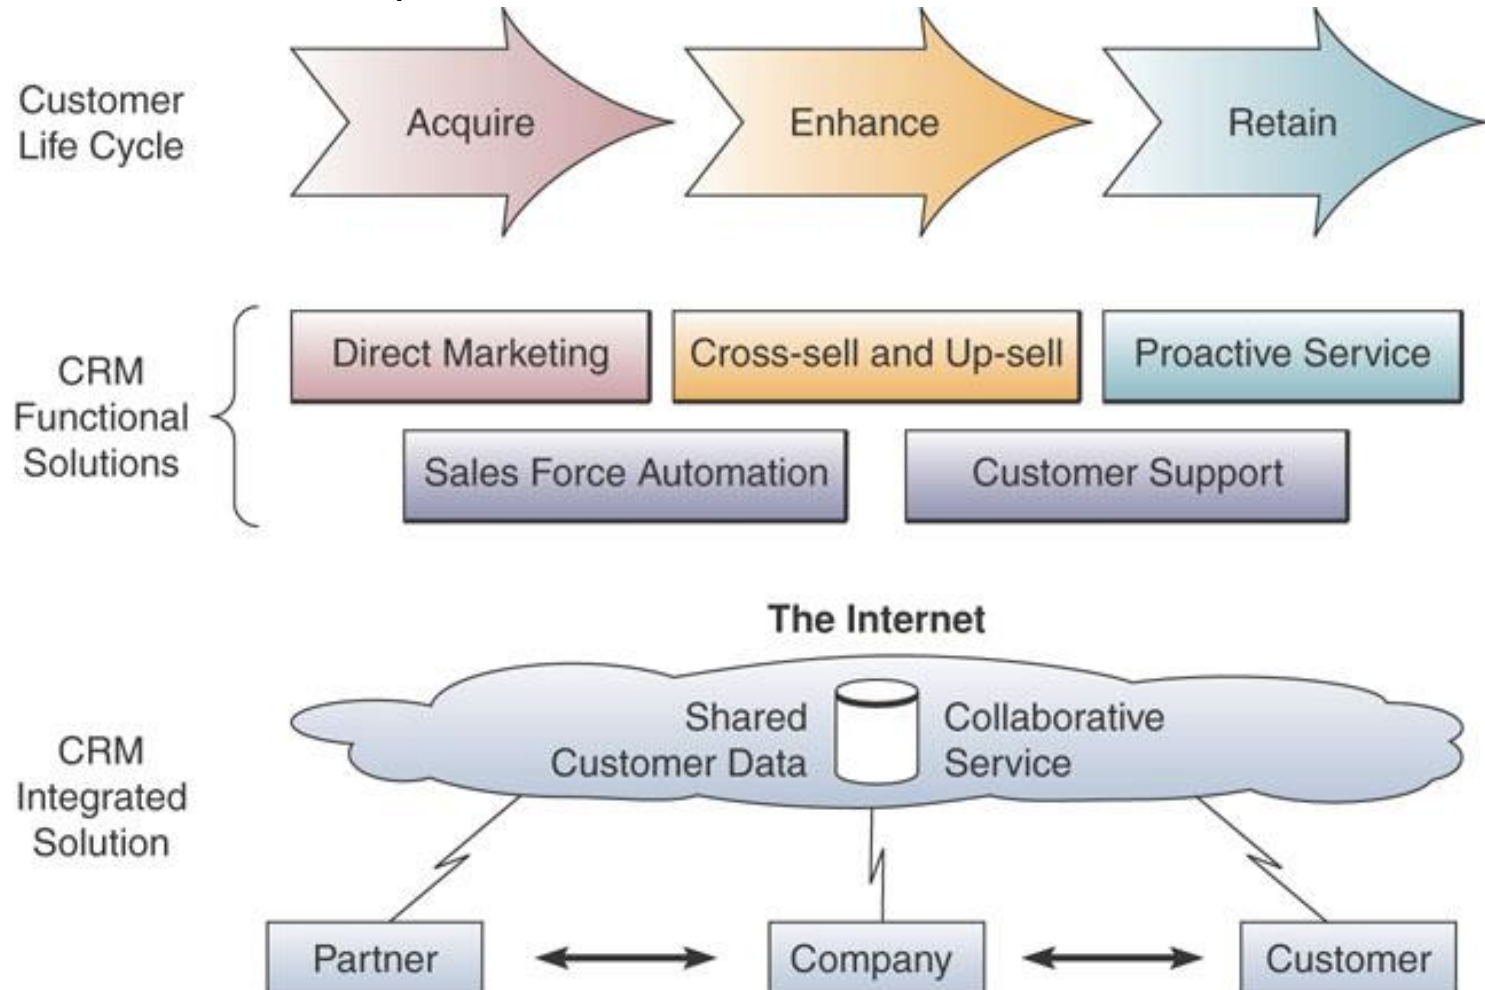 Customer
Life Cycle
Acquire
Enhance
Retain
CRM
Functional
Solutions
Direct Marketing
Cross-sell and Up-sell
Proactive Service
Sales Force Automation
Customer Support
The Internet
CRM
Integrated
Solution
Shared
Customer Data
Collaborative
Service
Partner
Company
Customer